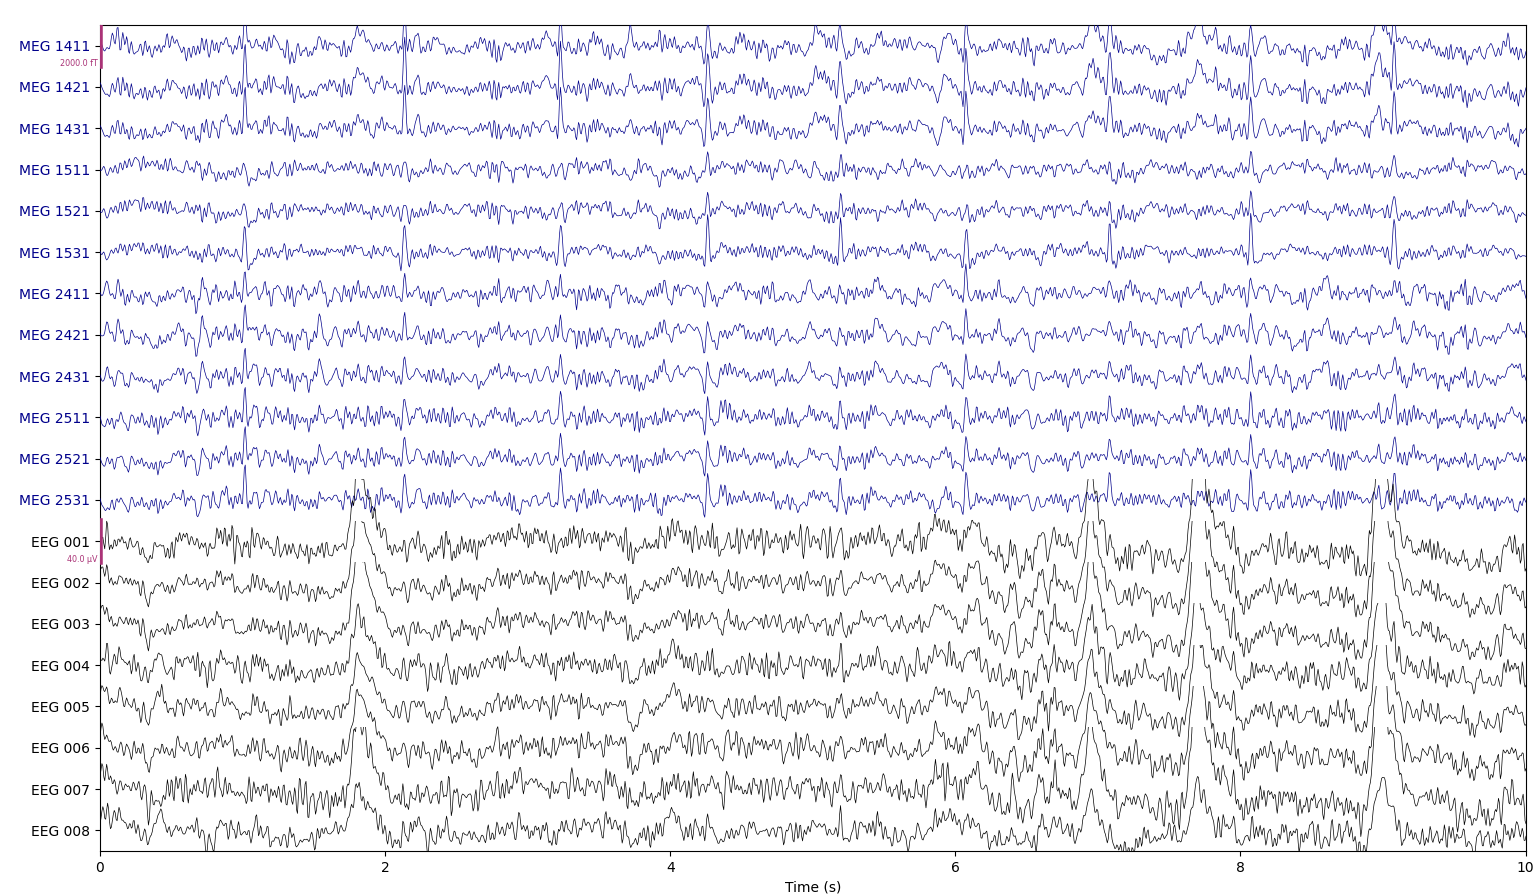 MEG 1411
2000.0 fT
MEG 1421
MEG 1431
MEG 1511
MEG 1521
MEG 1531
MEG 2411
MEG 2421
MEG 2431
MEG 2511
MEG 2521
MEG 2531
EEG 001
40.0 µV
EEG 002
EEG 003
EEG 004
EEG 005
EEG 006
EEG 007
EEG 008
0 2 4 6 8 10
Time (s)